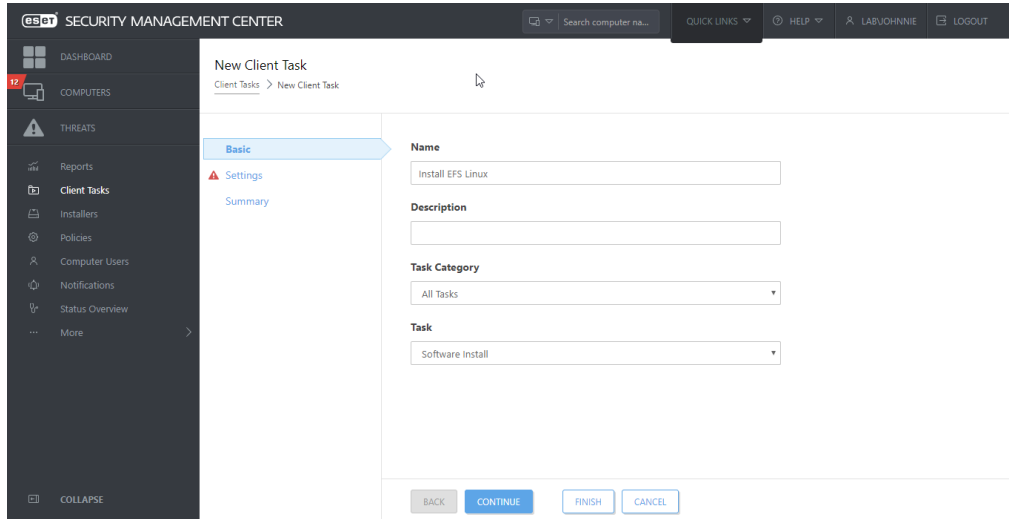 eset SECURITY MANAGEMENT CENTER
Search computer na...
QUICK LINKS
HELP
LAB\JOHNNIE
LOGOUT
DASHBOARD
12
COMPUTERS
THREATS
Reports
Client Tasks
Installers
Policies
Computer Users
Notifications
Status Overview
More
COLLAPSE
New Client Task
Client Tasks > New Client Task
Basic
Settings
Summary
Name
Install EFS Linux
Description
Task Category
All Tasks
Task
Software Install
BACK
CONTINUE
FINISH
CANCEL